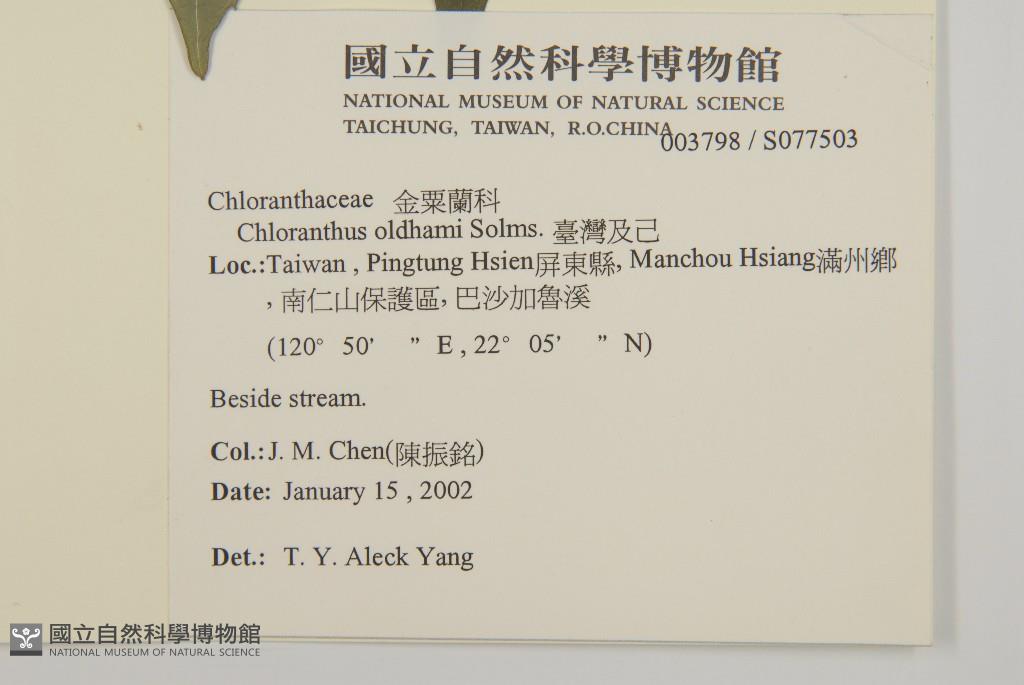 國立自然科學博物館
NATIONAL MUSEUM OF NATURAL SCIENCE
TAICHUNG, TAIWAN, R.O.CHINA
003798 / S077503
Chloranthaceae 金粟蘭科
Chloranthus oldhami Solms. 臺灣及己
Loc.:Taiwan , Pingtung Hsien屏東縣, Manchou Hsiang滿州鄉
, 南仁山保護區, 巴沙加魯溪
(120° 50' " E , 22° 05' " N)
Beside stream.
Col.: J. M. Chen(陳振銘)
Date: January 15 , 2002
Det.: T. Y. Aleck Yang
國立自然科學博物館
NATIONAL MUSEUM OF NATURAL SCIENCE